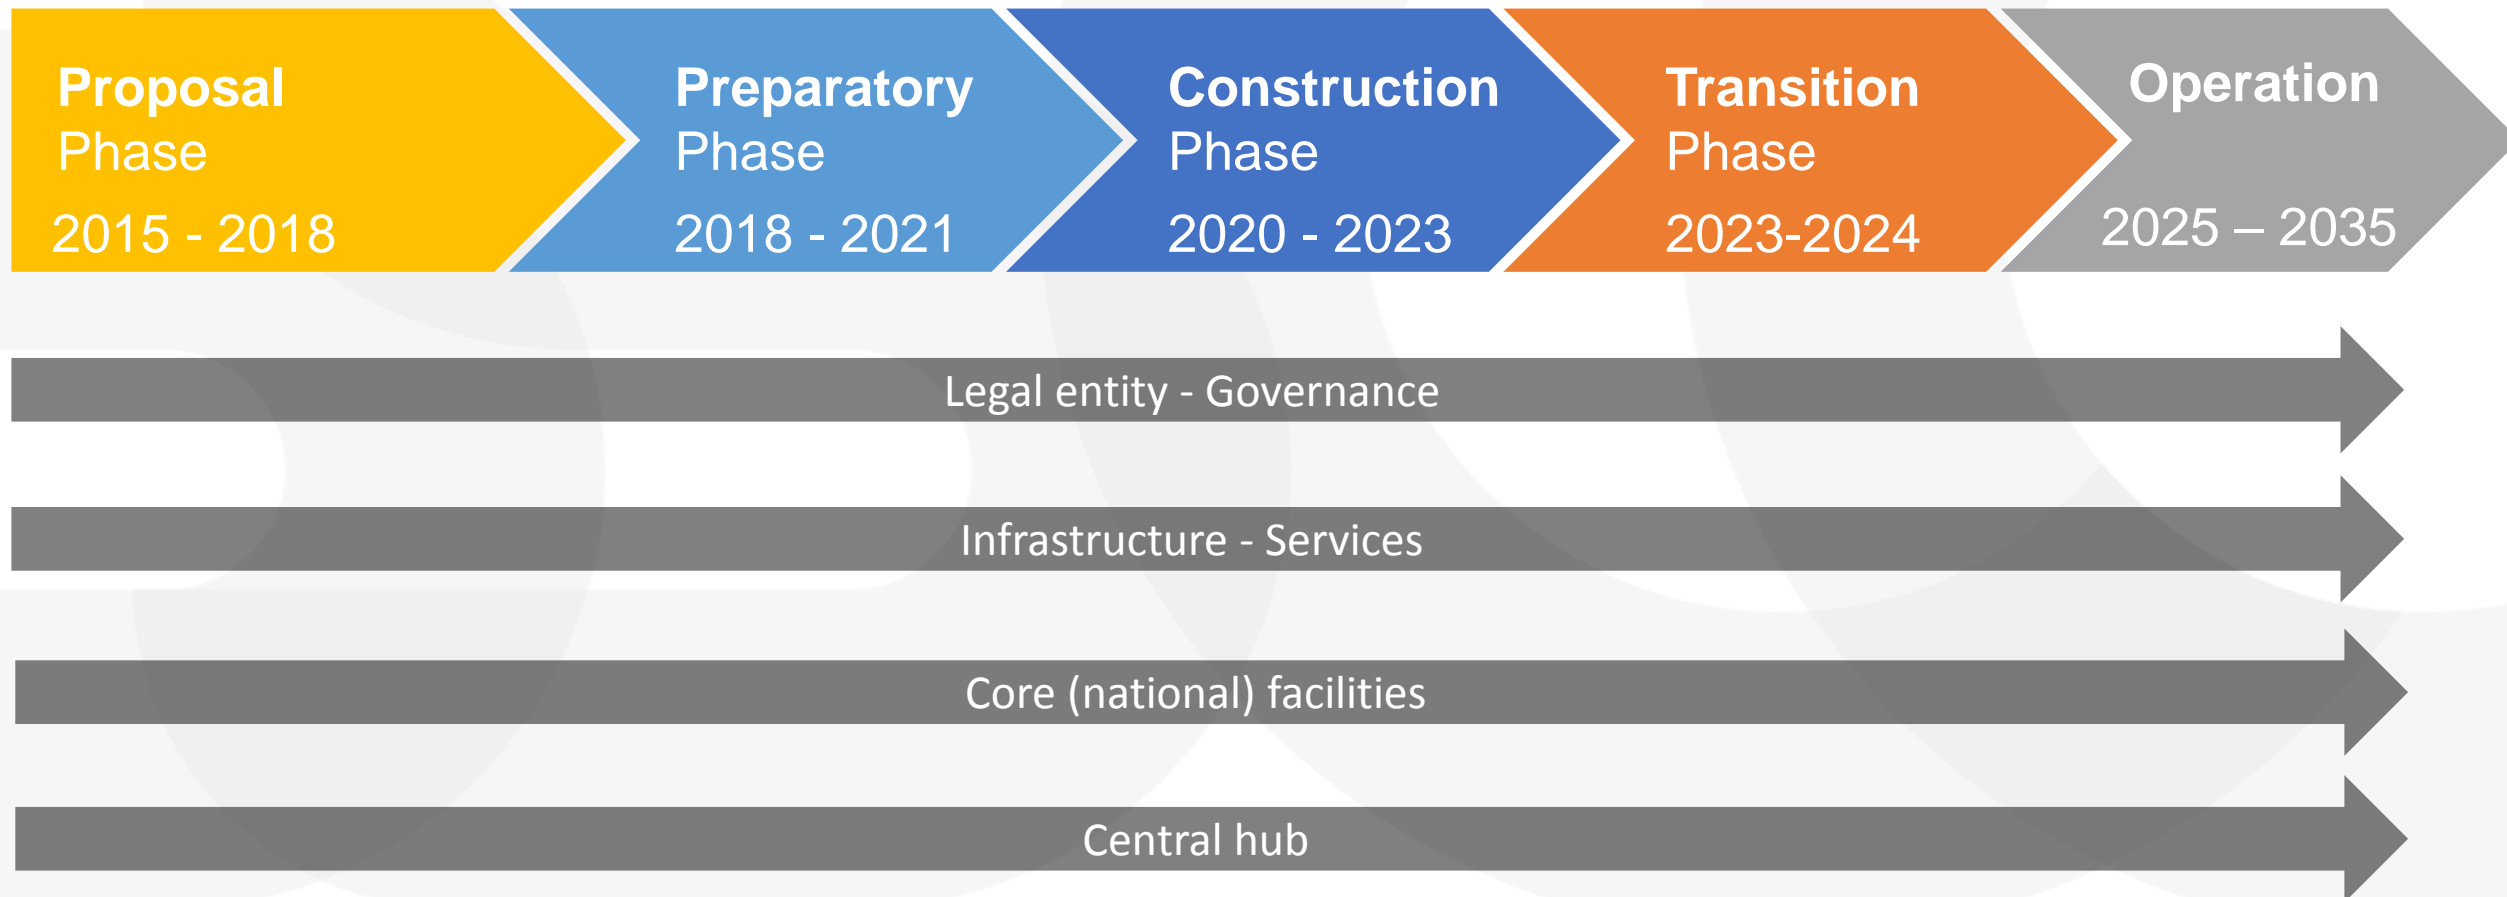 Proposal
Phase
2015 - 2018
Preparatory
Phase
2018 - 2021
Construction
Phase
2020 - 2023
Transition
Phase
2023-2024
Operation
2025 – 2035
Legal entity - Governance
Infrastructure - Services
Core (national) facilities
Central hub